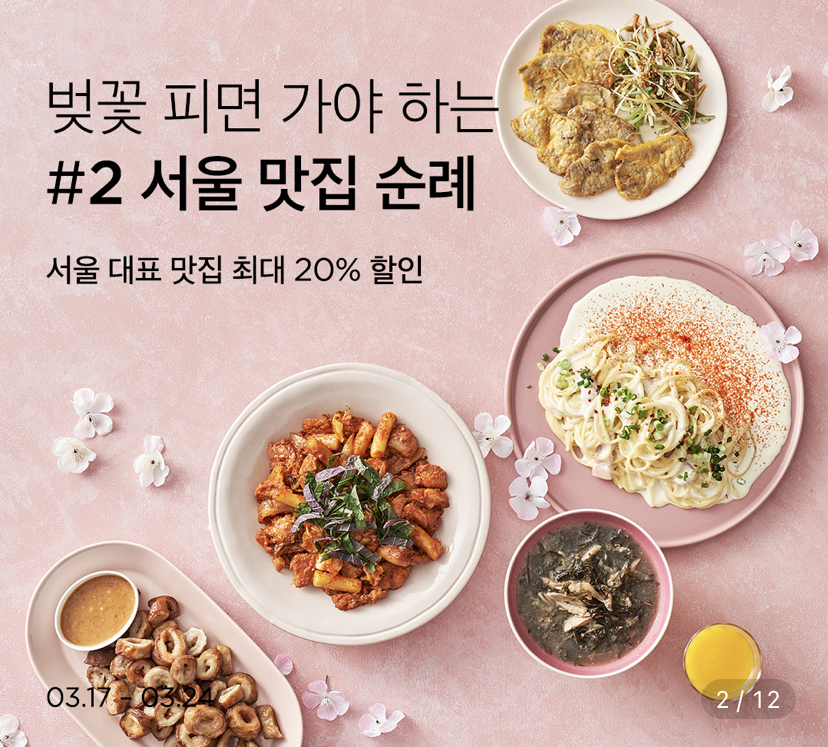 벚꽃 피면 가야 하는
#2 서울 맛집 순례
서울 대표 맛집 최대 20% 할인
03.17 - 03.24
2 / 12